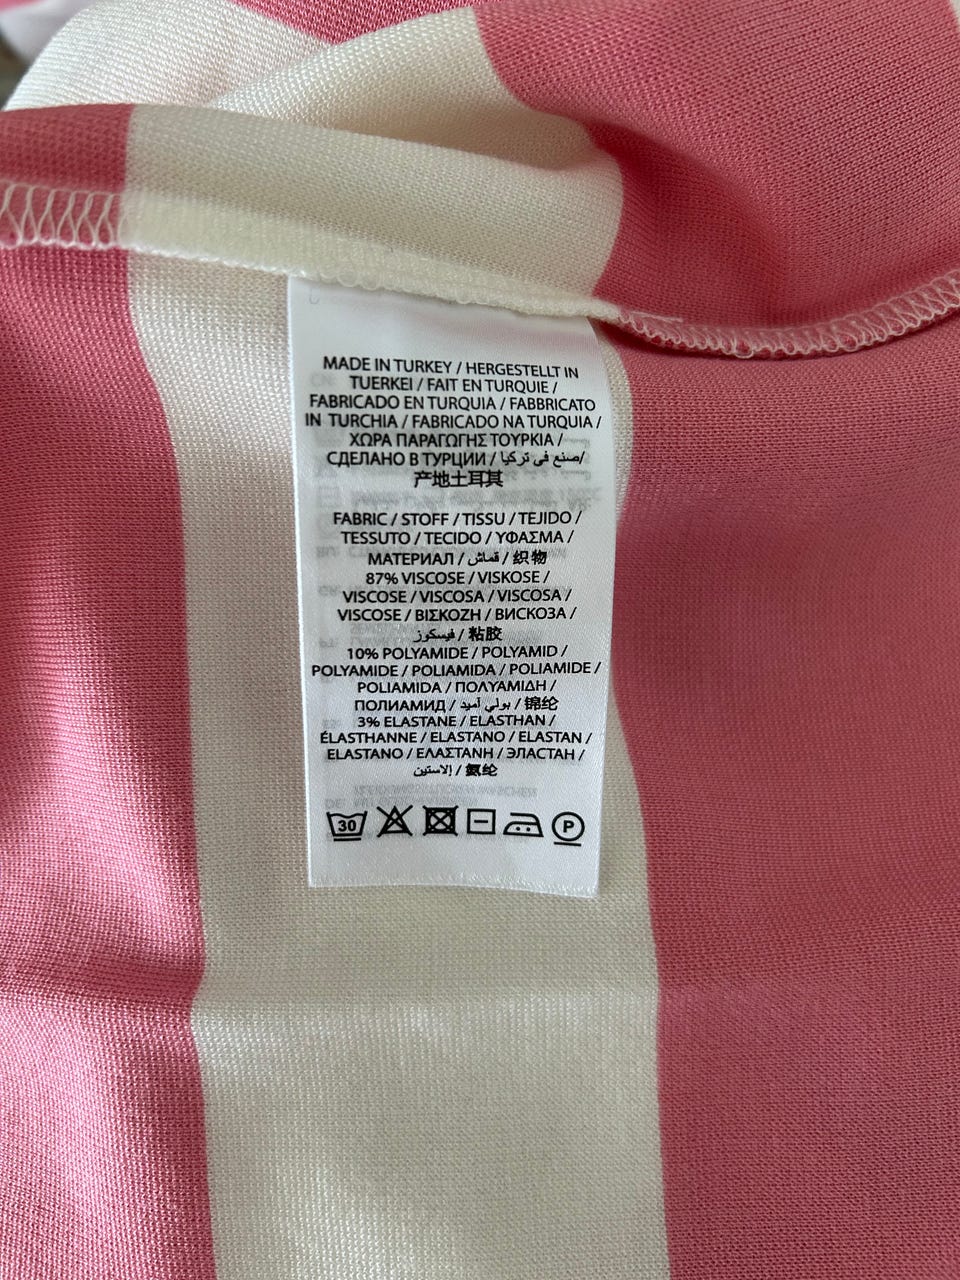 MADE IN TURKEY / HERGESTELLT IN
TUERKEI / FAIT EN TURQUIE /
FABRICADO EN TURQUIA / FABBRICATO
IN TURCHIA / FABRICADO NA TURQUIA /
ΧΩΡΑ ΠΑΡΑΓΩΓΗΣ ΤΟΥΡΚΙΑ /
СДЕЛАНО В ТУРЦИИ / صنع في تركيا/
产地土耳其
FABRIC / STOFF / TISSU / TEJIDO /
TESSUTO / TECIDO / ΥΦΑΣΜΑ /
МАТЕРИАЛ / قماش / 织物
87% VISCOSE / VISKOSE /
VISCOSE / VISCOSA / VISCOSA /
VISCOSE / ΒΙΣΚΟΖΗ / ВИСКОЗА /
فيسكوز / 粘胶
10% POLYAMIDE / POLYAMID /
POLYAMIDE / POLIAMIDA / POLIAMIDE /
POLIAMIDA / ΠΟΛΥΑΜΙΔΗ /
ПОЛИАМИД / بولي أميد / 锦纶
3% ELASTANE / ELASTHAN /
ÉLASTHANNE / ELASTANO / ELASTAN /
ELASTANO / ΕΛΑΣΤΑΝΗ / ЭЛАСТАН /
إلاستين / 氨纶
30 P